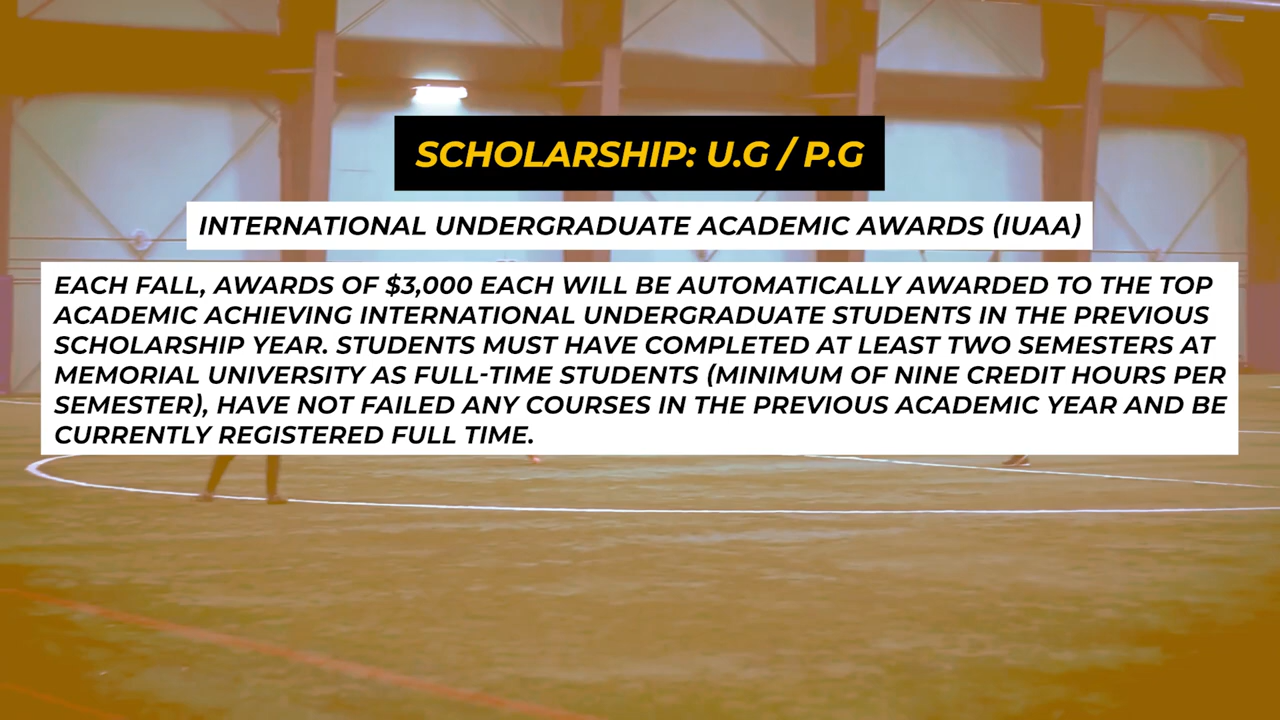 SCHOLARSHIP: U.G / P.G
INTERNATIONAL UNDERGRADUATE ACADEMIC AWARDS (IUAA)
EACH FALL, AWARDS OF $3,000 EACH WILL BE AUTOMATICALLY AWARDED TO THE TOP
ACADEMIC ACHIEVING INTERNATIONAL UNDERGRADUATE STUDENTS IN THE PREVIOUS
SCHOLARSHIP YEAR. STUDENTS MUST HAVE COMPLETED AT LEAST TWO SEMESTERS AT
MEMORIAL UNIVERSITY AS FULL-TIME STUDENTS (MINIMUM OF NINE CREDIT HOURS PER
SEMESTER), HAVE NOT FAILED ANY COURSES IN THE PREVIOUS ACADEMIC YEAR AND BE
CURRENTLY REGISTERED FULL TIME.